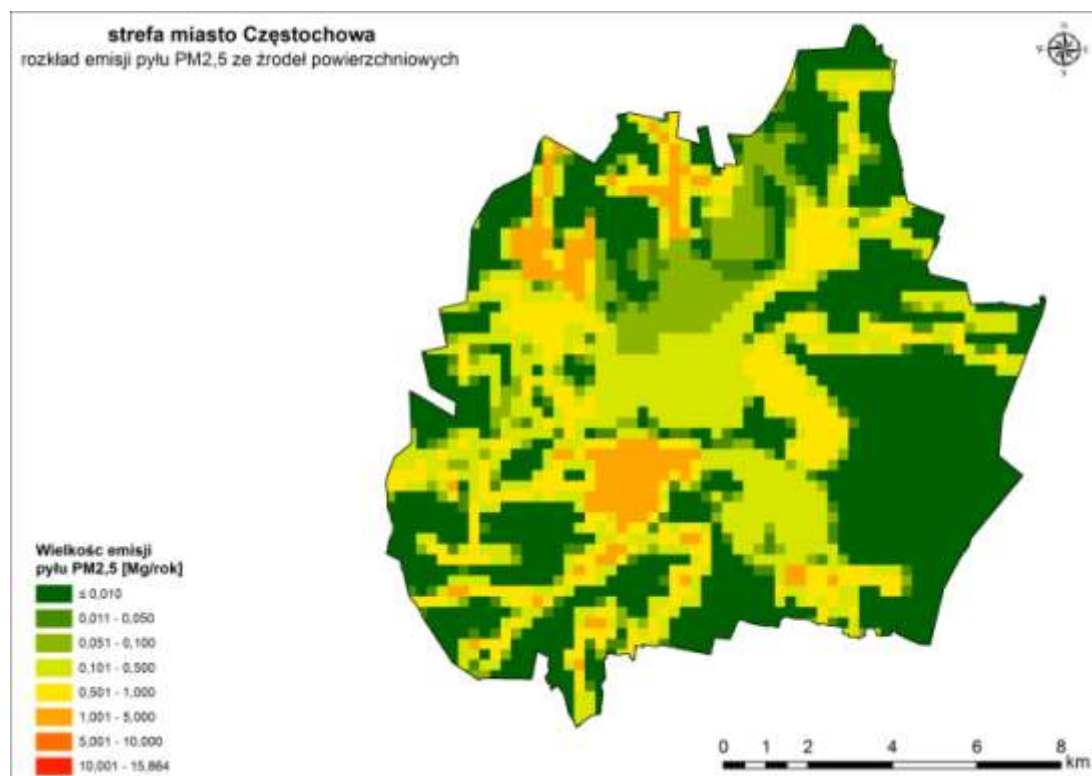 strefa miasto Częstochowa
rozkład emisji pyłu PM2,5 ze źrodeł powierzchniowych
Wielkośc emisji
pyłu PM2,5 [Mg/rok]
≤ 0,010
0,011 - 0,050
0,051 - 0,100
0,101 - 0,500
0,501 - 1,000
1,001 - 5,000
5,001 - 10,000
10,001 - 15,864
0 1 2 4 6 8
km